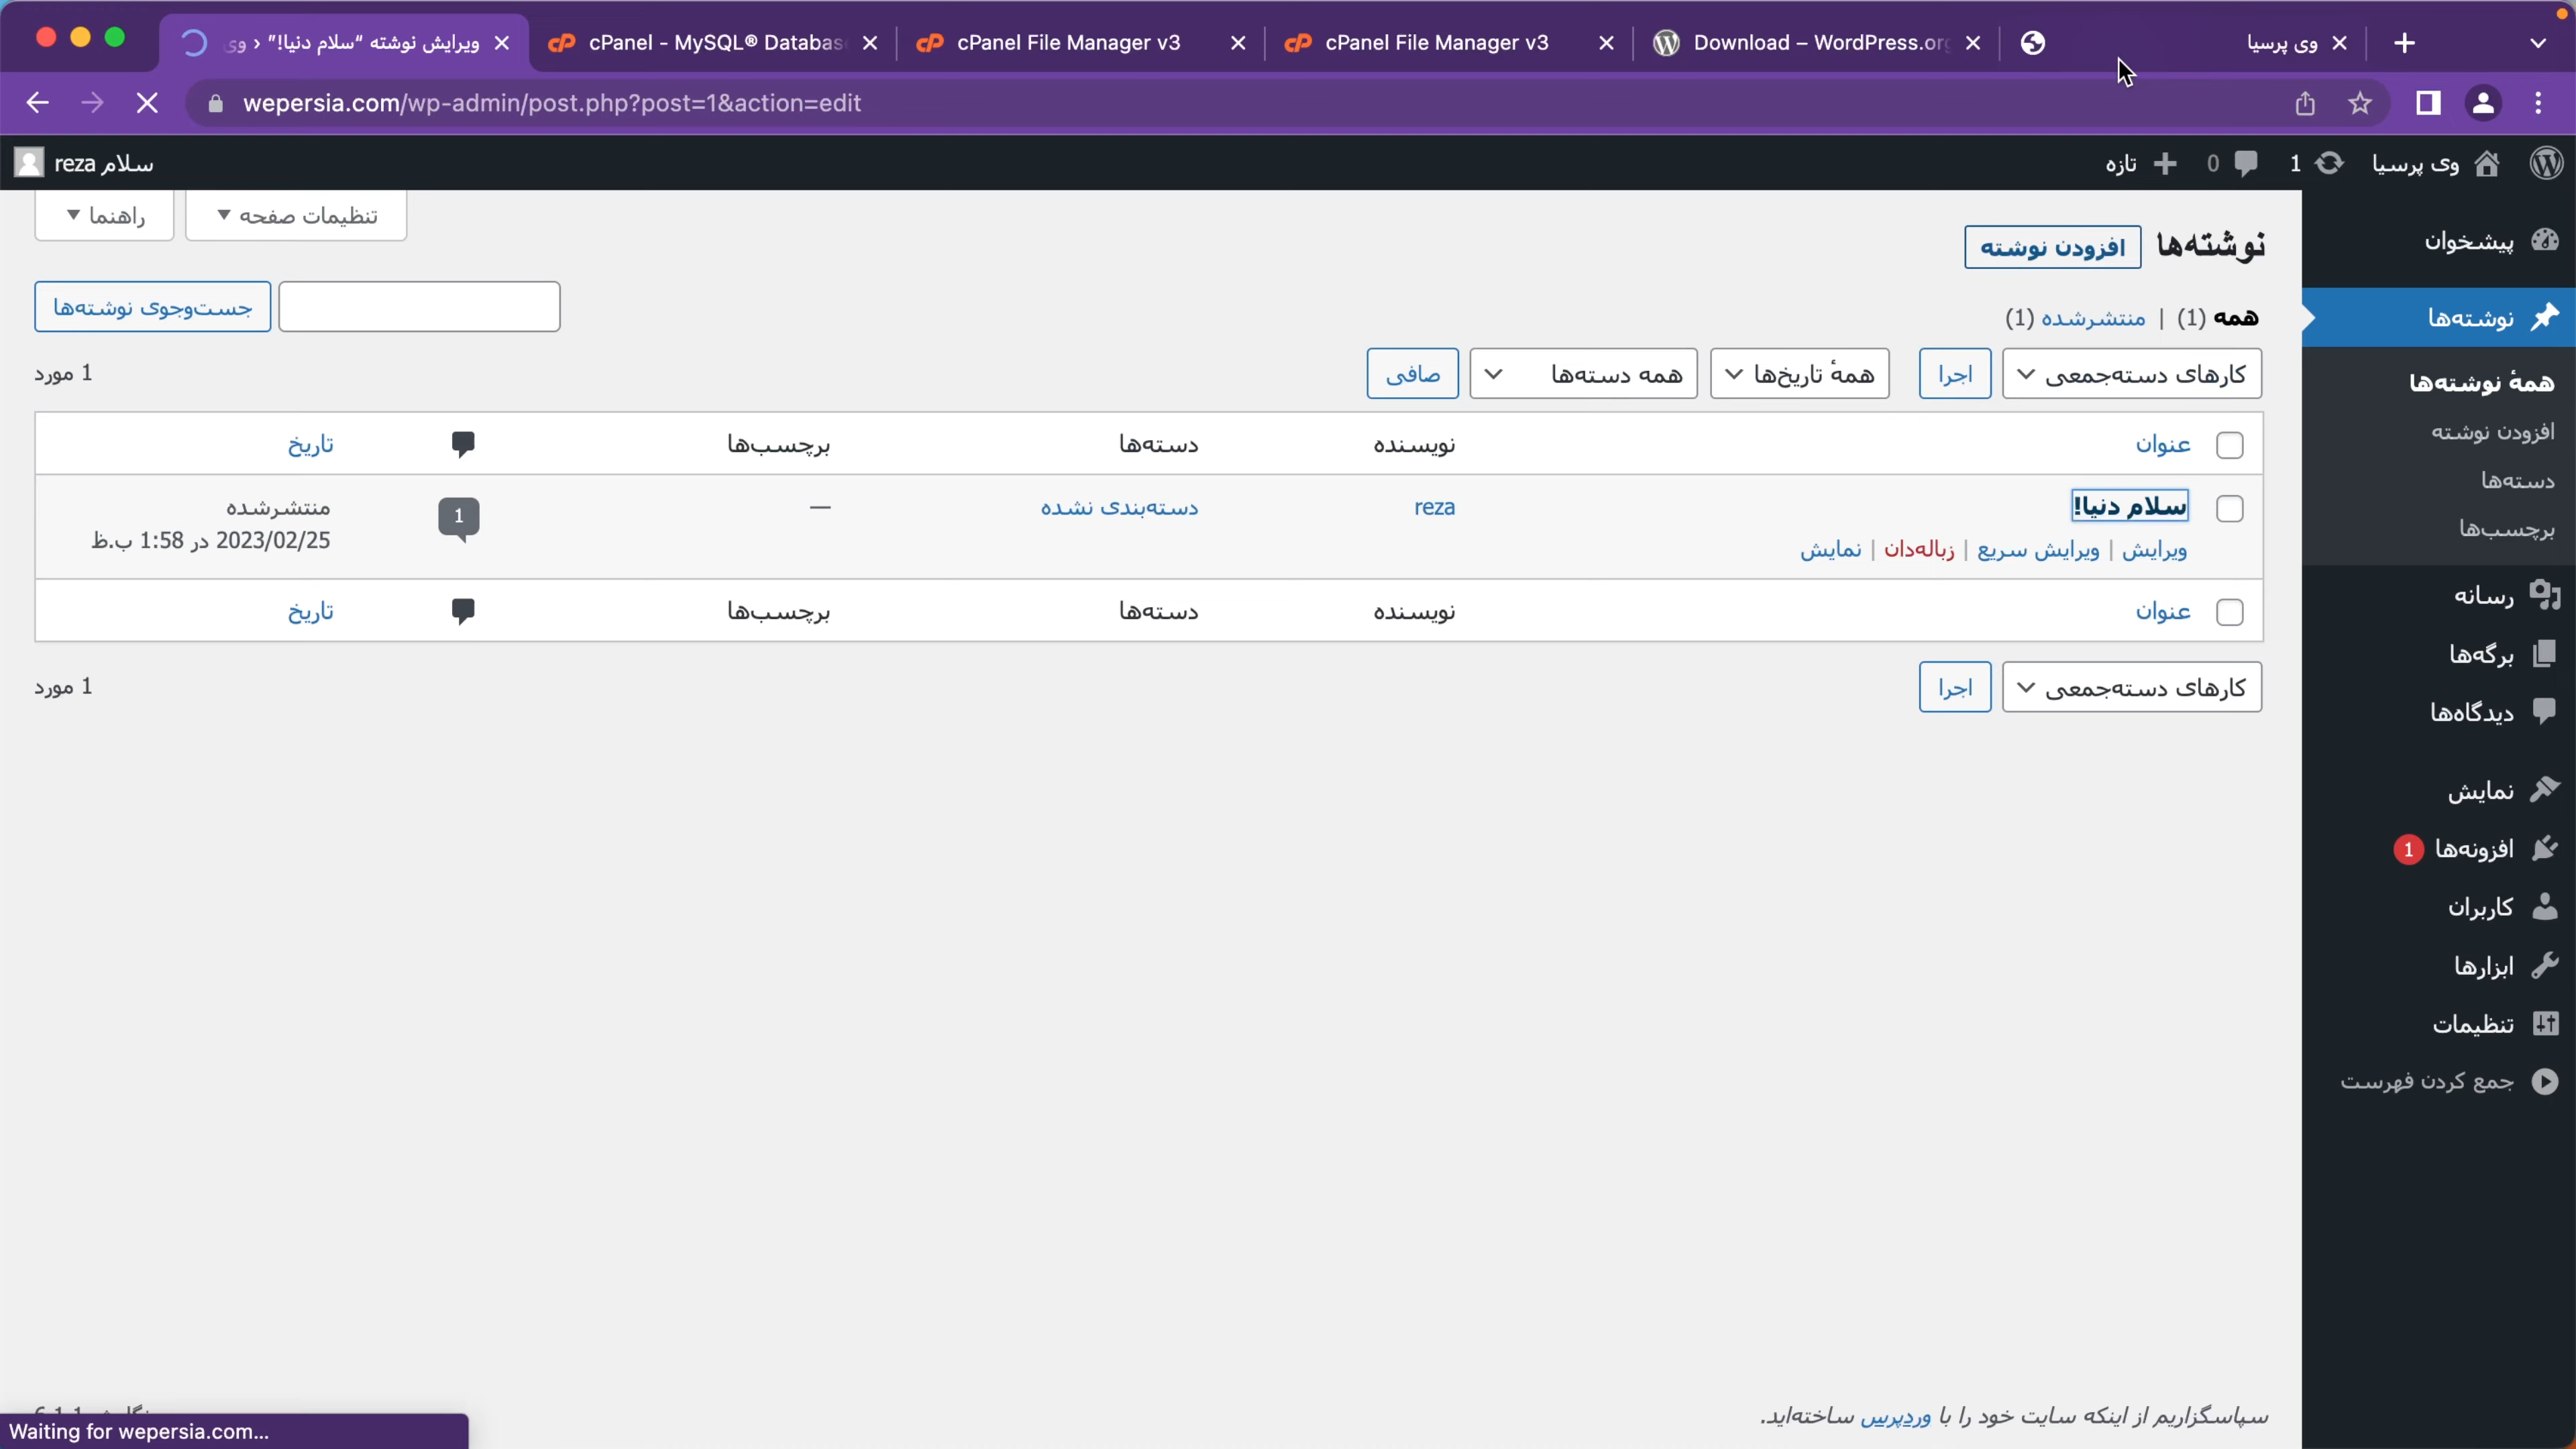 ویرایش نوشته “سلام دنیا!” ‹ وی
cPanel - MySQL® Databas
cPanel File Manager v3
cPanel File Manager v3
Download – WordPress.org
وی پرسیا
wepersia.com/wp-admin/post.php?post=1&action=edit
وی پرسیا
1
0
تازه
سلام reza
تنظیمات صفحه
راهنما
پیشخوان
نوشته‌ها
همهٔ نوشته‌ها
افزودن نوشته
دسته‌ها
برچسب‌ها
رسانه
برگه‌ها
دیدگاه‌ها
نمایش
افزونه‌ها 1
کاربران
ابزارها
تنظیمات
جمع کردن فهرست
نوشته‌ها افزودن نوشته
همه (1) | منتشرشده (1)
جست‌وجوی نوشته‌ها
کارهای دسته‌جمعی اجرا همهٔ تاریخ‌ها همه دسته‌ها صافی
1 مورد
عنوان نویسنده دسته‌ها برچسب‌ها تاریخ
سلام دنیا! reza دسته‌بندی نشده — 1 منتشرشده
2023/02/25 در 1:58 ب.ظ
ویرایش | ویرایش سریع | زباله‌دان | نمایش
عنوان نویسنده دسته‌ها برچسب‌ها تاریخ
کارهای دسته‌جمعی اجرا
1 مورد
سپاسگزاریم از اینکه سایت خود را با وردپرس ساخته‌اید.
Waiting for wepersia.com...